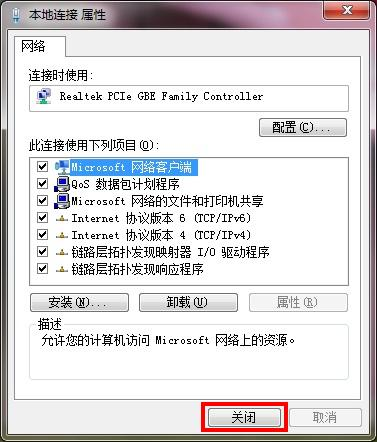 本地连接 属性
网络
连接时使用:
Realtek PCIe GBE Family Controller
配置(C)...
此连接使用下列项目(O):
Microsoft 网络客户端
QoS 数据包计划程序
Microsoft 网络的文件和打印机共享
Internet 协议版本 6 (TCP/IPv6)
Internet 协议版本 4 (TCP/IPv4)
链路层拓扑发现映射器 I/O 驱动程序
链路层拓扑发现响应程序
安装(N)...
卸载(U)
属性(R)
描述
允许您的计算机访问 Microsoft 网络上的资源。
关闭
取消